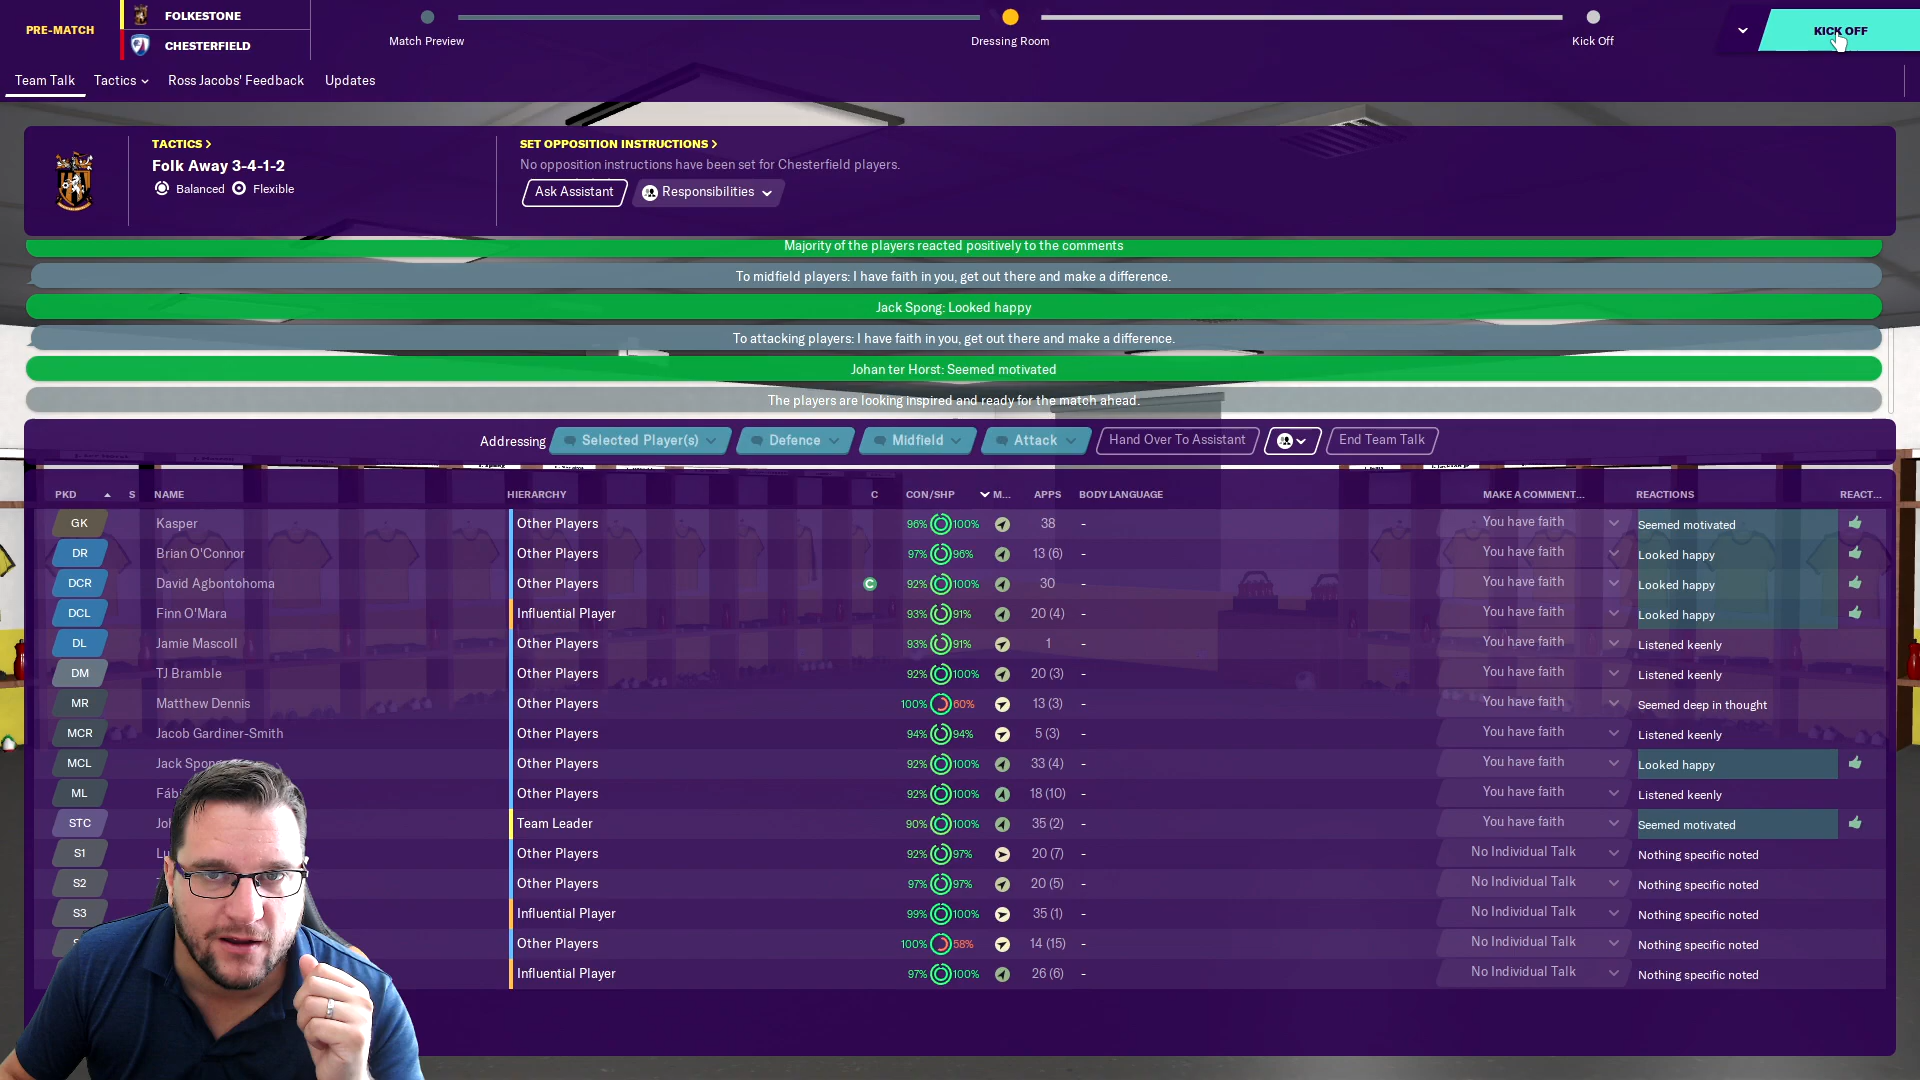 PRE-MATCH
FOLKESTONE
CHESTERFIELD
Match Preview
Dressing Room
Kick Off
KICK OFF
Team Talk
Tactics
Ross Jacobs' Feedback
Updates
TACTICS
Folk Away 3-4-1-2
Balanced
Flexible
SET OPPOSITION INSTRUCTIONS
No opposition instructions have been set for Chesterfield players.
Ask Assistant
Responsibilities
Majority of the players reacted positively to the comments
To midfield players: I have faith in you, get out there and make a difference.
Jack Spong: Looked happy
To attacking players: I have faith in you, get out there and make a difference.
Johan ter Horst: Seemed motivated
The players are looking inspired and ready for the match ahead.
Addressing Selected Player(s) Defence Midfield Attack Hand Over To Assistant End Team Talk
PKD S NAME HIERARCHY C CON/SHP M... APPS BODY LANGUAGE MAKE A COMMENT... REACTIONS REACT...
GK Kasper Other Players 96% 100% 38 - You have faith Seemed motivated
DR Brian O'Connor Other Players 97% 96% 13 (6) - You have faith Looked happy
DCR David Agbontohoma Other Players C 92% 100% 30 - You have faith Looked happy
DCL Finn O'Mara Influential Player 93% 91% 20 (4) - You have faith Looked happy
DL Jamie Mascoll Other Players 93% 91% 1 - You have faith Listened keenly
DM TJ Bramble Other Players 92% 100% 20 (3) - You have faith Listened keenly
MR Matthew Dennis Other Players 100% 60% 13 (3) - You have faith Seemed deep in thought
MCR Jacob Gardiner-Smith Other Players 94% 94% 5 (3) - You have faith Listened keenly
MCL Jack Spon Other Players 92% 100% 33 (4) - You have faith Looked happy
ML Fábi Other Players 92% 100% 18 (10) - You have faith Listened keenly
STC Joh Team Leader 90% 100% 35 (2) - You have faith Seemed motivated
S1 Lu Other Players 92% 97% 20 (7) - No Individual Talk Nothing specific noted
S2 Other Players 97% 97% 20 (5) - No Individual Talk Nothing specific noted
S3 Influential Player 99% 100% 35 (1) - No Individual Talk Nothing specific noted
Other Players 100% 58% 14 (15) - No Individual Talk Nothing specific noted
Influential Player 97% 100% 26 (6) - No Individual Talk Nothing specific noted